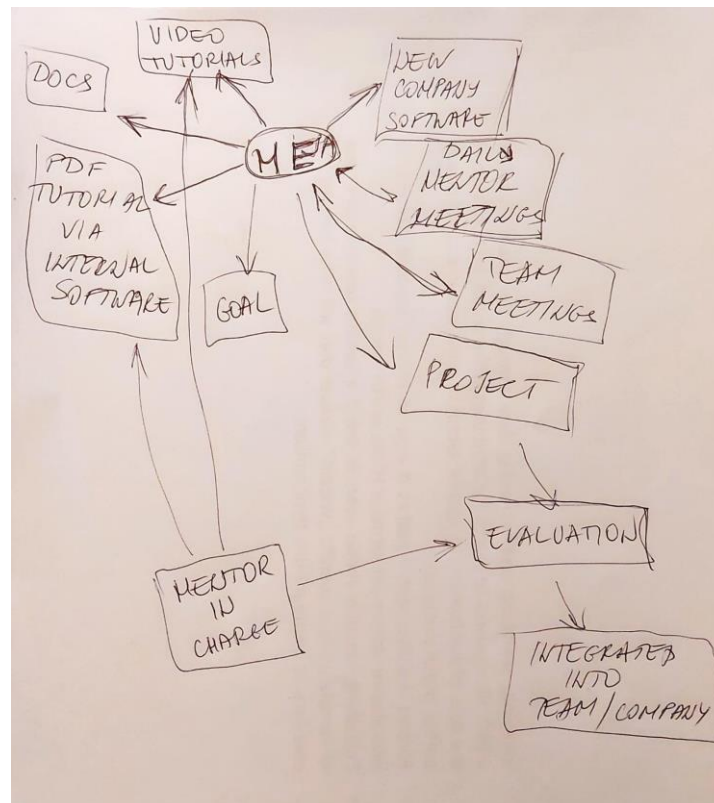 VIDEO
TUTORIALS
DOCS
NEW
COMPANY
SOFTWARE
PDF
TUTORIAL
VIA
INTERNAL
SOFTWARE
DAILY
MENTOR
MEETINGS
GOAL
TEAM
MEETINGS
PROJECT
EVALUATION
MENTOR
IN
CHARGE
INTEGRATED
INTO
TEAM/COMPANY